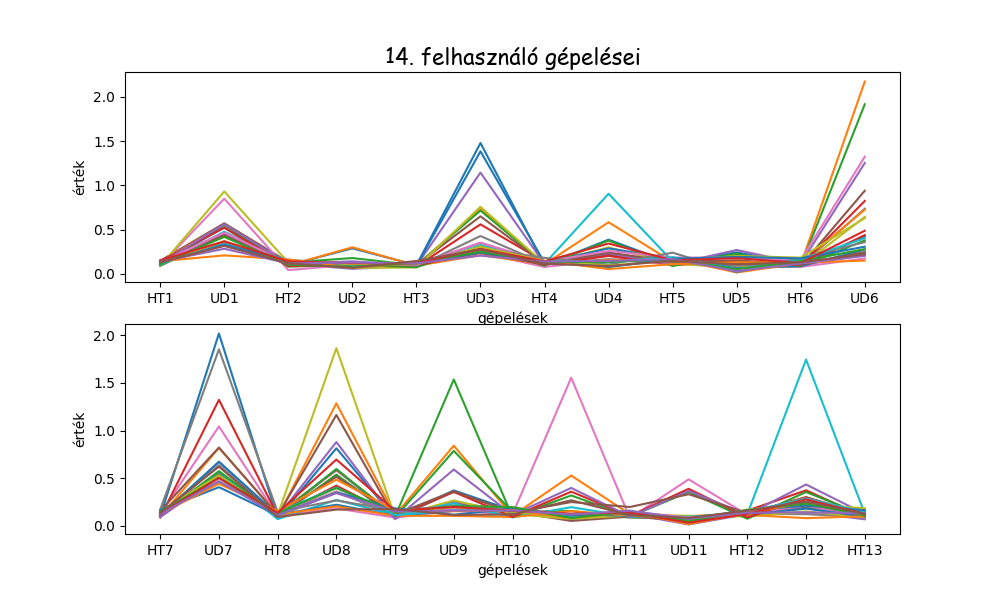 14. felhasználó gépelései
érték
2.0
1.5
1.0
0.5
0.0
HT1 UD1 HT2 UD2 HT3 UD3 HT4 UD4 HT5 UD5 HT6 UD6
gépelések
érték
2.0
1.5
1.0
0.5
0.0
HT7 UD7 HT8 UD8 HT9 UD9 HT10 UD10 HT11 UD11 HT12 UD12 HT13
gépelések